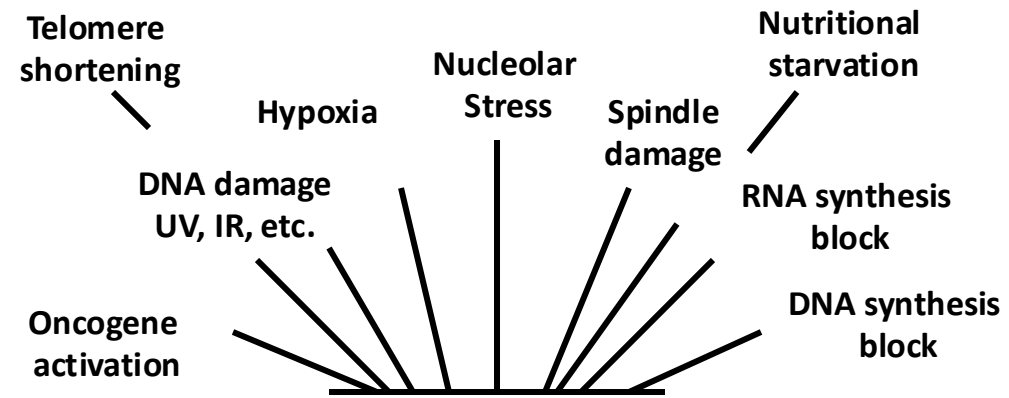 Telomere
shortening
Nutritional
starvation
Nucleolar
Stress
Hypoxia
Spindle
damage
DNA damage
UV, IR, etc.
RNA synthesis
block
Oncogene
activation
DNA synthesis
block